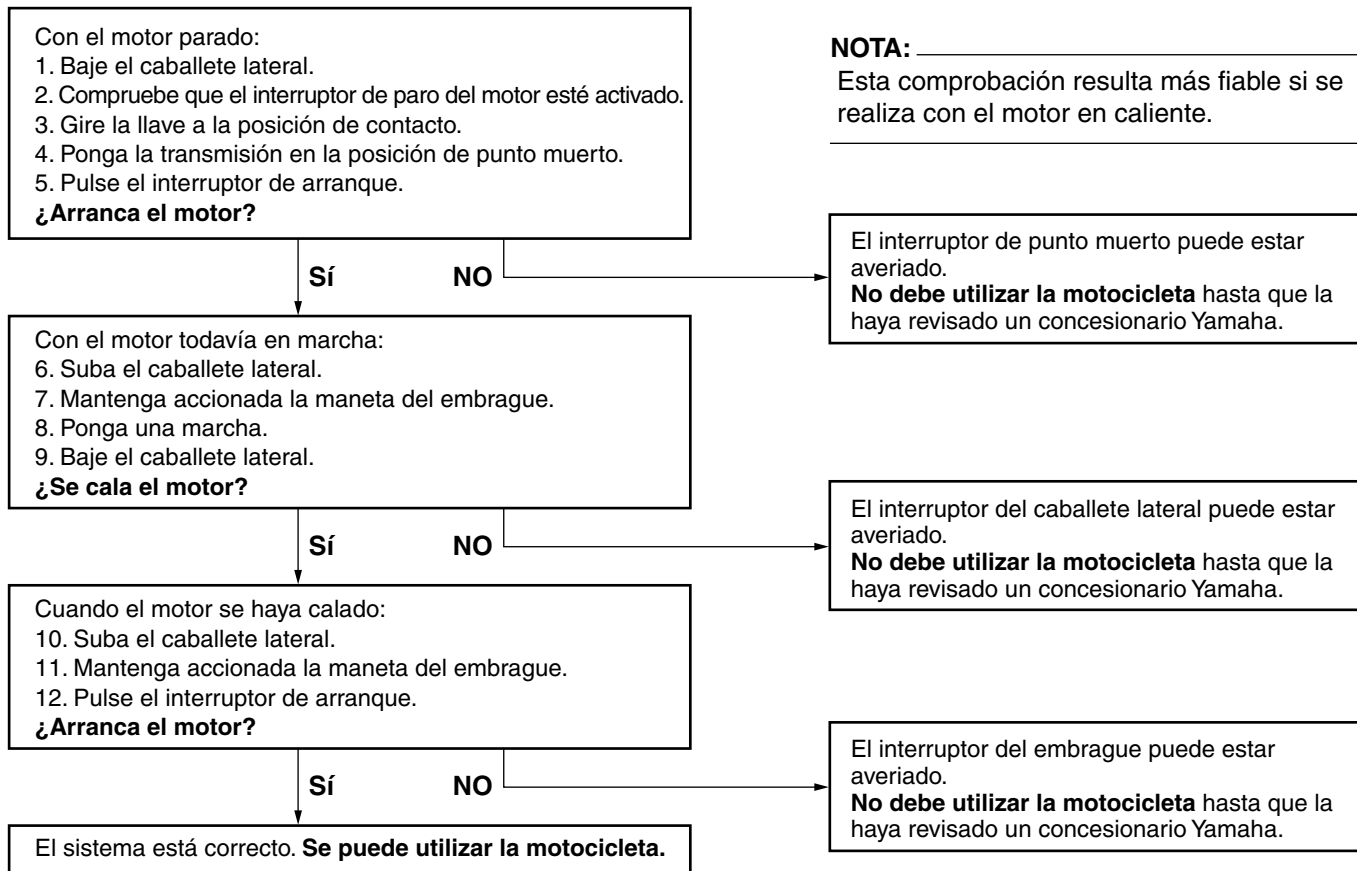 Con el motor parado:
1. Baje el caballete lateral.
2. Compruebe que el interruptor de paro del motor esté activado.
3. Gire la llave a la posición de contacto.
4. Ponga la transmisión en la posición de punto muerto.
5. Pulse el interruptor de arranque.
¿Arranca el motor?
NOTA:
Esta comprobación resulta más fiable si se
realiza con el motor en caliente.
Sí NO
El interruptor de punto muerto puede estar
averiado.
No debe utilizar la motocicleta hasta que la
haya revisado un concesionario Yamaha.
Con el motor todavía en marcha:
6. Suba el caballete lateral.
7. Mantenga accionada la maneta del embrague.
8. Ponga una marcha.
9. Baje el caballete lateral.
¿Se cala el motor?
Sí NO
El interruptor del caballete lateral puede estar
averiado.
No debe utilizar la motocicleta hasta que la
haya revisado un concesionario Yamaha.
Cuando el motor se haya calado:
10. Suba el caballete lateral.
11. Mantenga accionada la maneta del embrague.
12. Pulse el interruptor de arranque.
¿Arranca el motor?
Sí NO
El interruptor del embrague puede estar
averiado.
No debe utilizar la motocicleta hasta que la
haya revisado un concesionario Yamaha.
El sistema está correcto. Se puede utilizar la motocicleta.